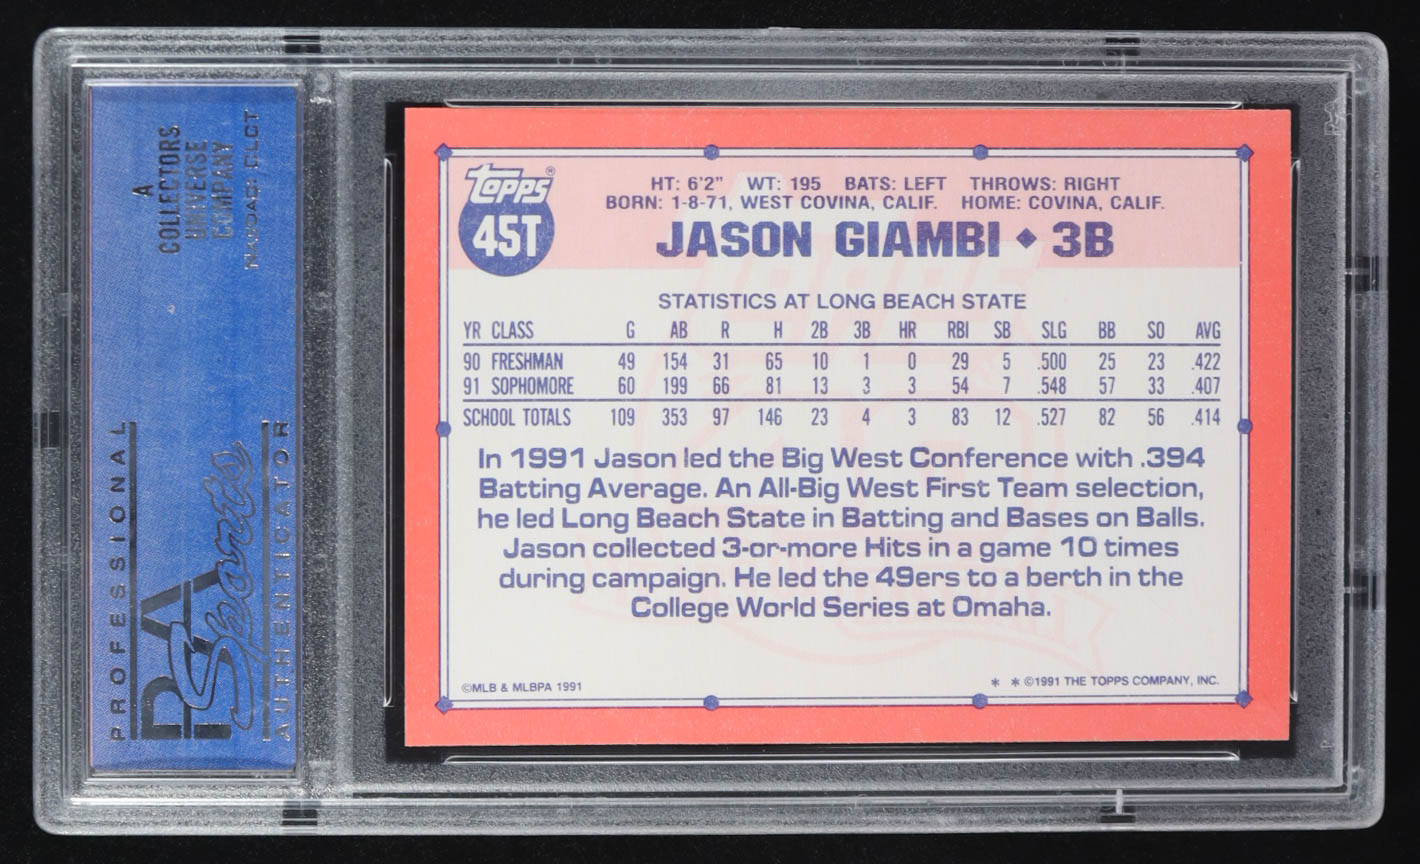 A
COLLECTORS
UNIVERSE
COMPANY
NASDAQ: CLCT
PROFESSIONAL
PSA
Sports
AUTHENTICATOR
TOPPS®
45T
HT: 6'2" WT: 195 BATS: LEFT THROWS: RIGHT
BORN: 1-8-71, WEST COVINA, CALIF. HOME: COVINA, CALIF.
JASON GIAMBI ◆ 3B
STATISTICS AT LONG BEACH STATE
YR CLASS G AB R H 2B 3B HR RBI SB SLG BB SO AVG
90 FRESHMAN 49 154 31 65 10 1 0 29 5 .500 25 23 .422
91 SOPHOMORE 60 199 66 81 13 3 3 54 7 .548 57 33 .407
SCHOOL TOTALS 109 353 97 146 23 4 3 83 12 .527 82 56 .414
In 1991 Jason led the Big West Conference with .394
Batting Average. An All-Big West First Team selection,
he led Long Beach State in Batting and Bases on Balls.
Jason collected 3-or-more Hits in a game 10 times
during campaign. He led the 49ers to a berth in the
College World Series at Omaha.
©MLB & MLBPA 1991
* * ©1991 THE TOPPS COMPANY, INC.